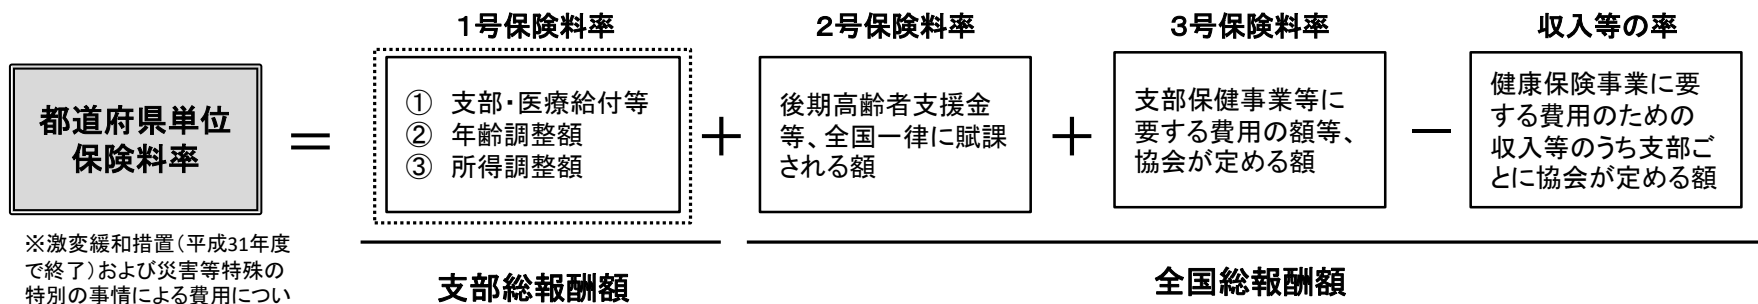 1号保険料率
2号保険料率
3号保険料率
収入等の率
都道府県単位
保険料率
＝
① 支部・医療給付等
② 年齢調整額
③ 所得調整額
＋
後期高齢者支援金
等、全国一律に賦課
される額
＋
支部保健事業等に
要する費用の額等、
協会が定める額
－
健康保険事業に要
する費用のための
収入等のうち支部ご
とに協会が定める額
※激変緩和措置（平成31年度
で終了）および災害等特殊の
特別の事情による費用につい
支部総報酬額
全国総報酬額